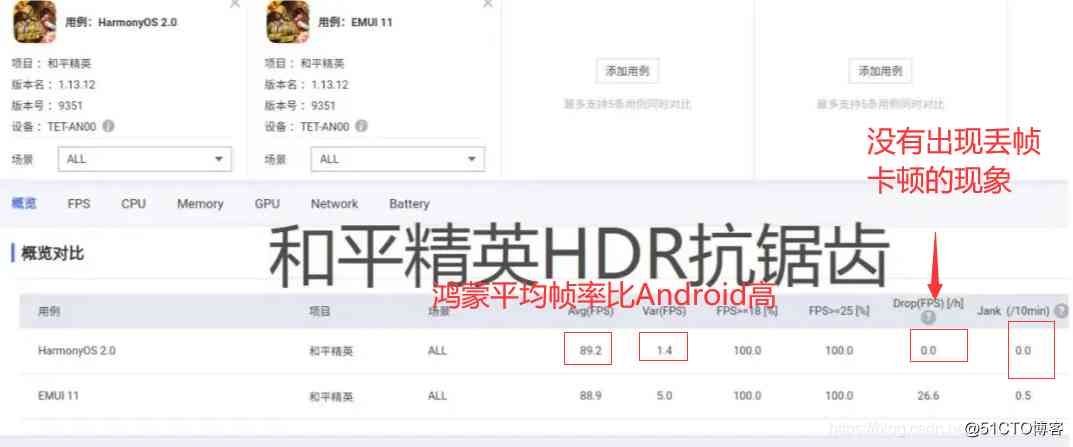 用例：HarmonyOS 2.0
项目：和平精英
版本名：1.13.12
版本号：9351
设备：TET-AN00
场景 ALL
用例：EMUI 11
项目：和平精英
版本名：1.13.12
版本号：9351
设备：TET-AN00
场景 ALL
添加用例
最多支持5条用例同时对比
添加用例
最多支持5条用例同时对比
没有出现丢帧
卡顿的现象
概览 FPS CPU Memory GPU Network Battery
概览对比
和平精英HDR抗锯齿
鸿蒙平均帧率比Android高
用例 项目 场景 Avg(FPS) Var(FPS) FPS>=18 [%] FPS>=25 [%] Drop(FPS) [/h] Jank (/10min)
HarmonyOS 2.0 和平精英 ALL 89.2 1.4 100.0 100.0 0.0 0.0
EMUI 11 和平精英 ALL 88.9 5.0 100.0 100.0 26.6 0.5
@51CTO博客